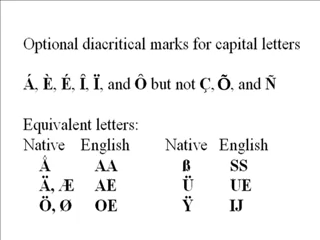 Optional diacritical marks for capital letters
Á, È, É, Î, Ï, and Ô but not Ç, Õ, and Ñ
Equivalent letters:
Native English Native English
Å AA ß SS
Ä, Æ AE Ü UE
Ö, Ø OE Ÿ IJ